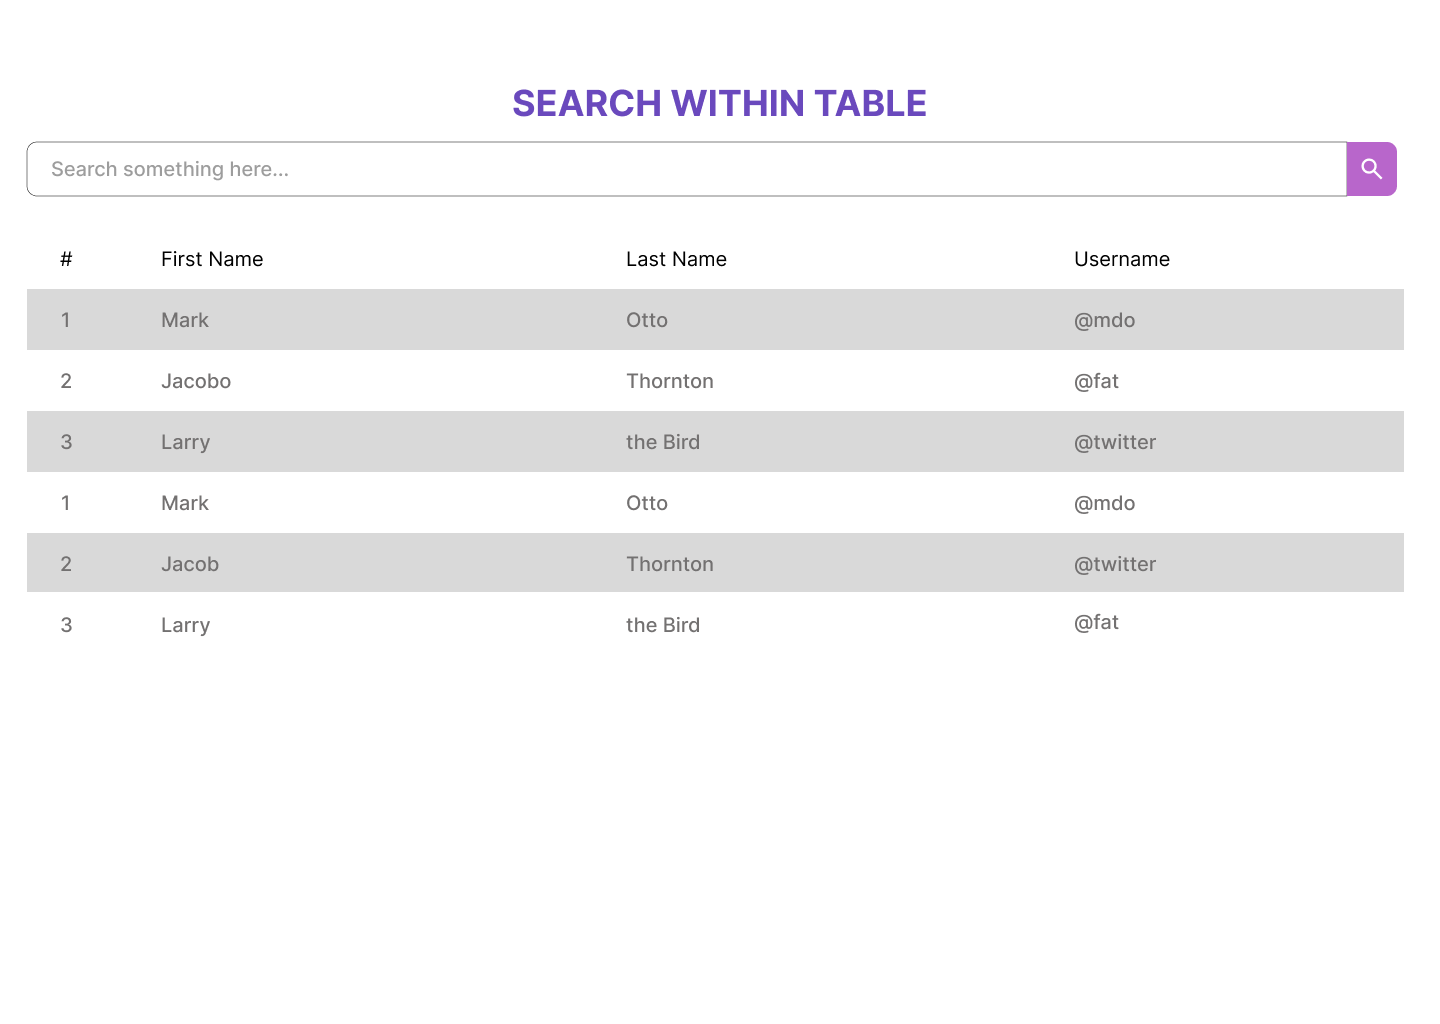 SEARCH WITHIN TABLE
Search something here...
# First Name Last Name Username
1 Mark Otto @mdo
2 Jacobo Thornton @fat
3 Larry the Bird @twitter
1 Mark Otto @mdo
2 Jacob Thornton @twitter
3 Larry the Bird @fat